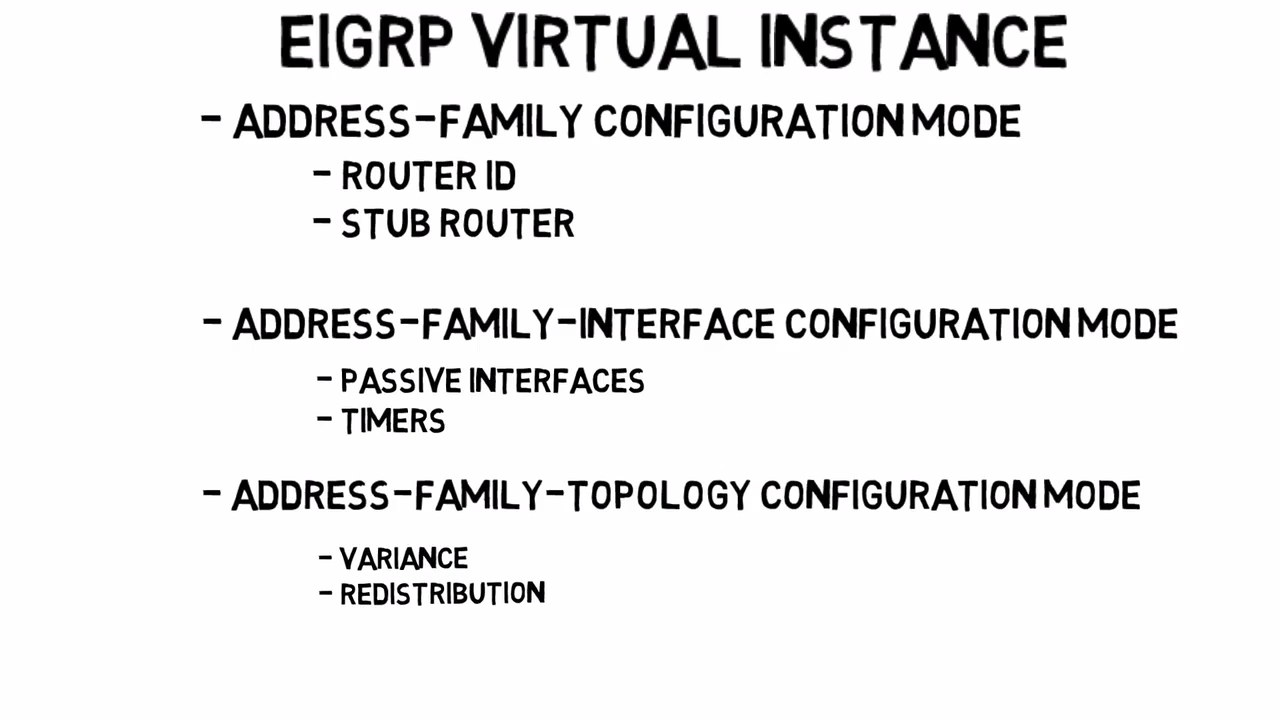 EIGRP VIRTUAL INSTANCE
- ADDRESS-FAMILY CONFIGURATION MODE
- ROUTER ID
- STUB ROUTER
- ADDRESS-FAMILY-INTERFACE CONFIGURATION MODE
- PASSIVE INTERFACES
- TIMERS
- ADDRESS-FAMILY-TOPOLOGY CONFIGURATION MODE
- VARIANCE
- REDISTRIBUTION